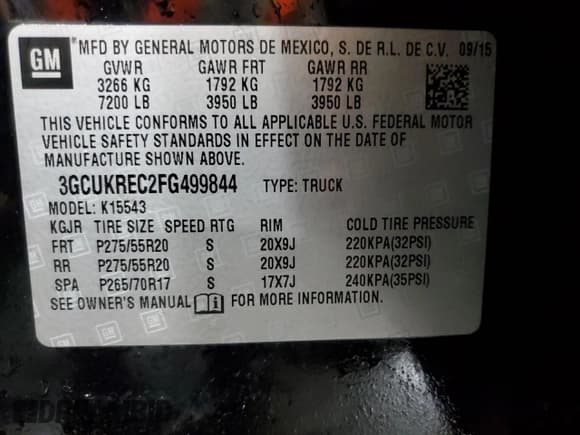 GM
MFD BY GENERAL MOTORS DE MEXICO, S. DE R.L. DE C.V. 09/15
GVWR GAWR FRT GAWR RR
3266 KG 1792 KG 1792 KG
7200 LB 3950 LB 3950 LB
THIS VEHICLE CONFORMS TO ALL APPLICABLE U.S. FEDERAL MOTOR
VEHICLE SAFETY STANDARDS IN EFFECT ON THE DATE OF
MANUFACTURE SHOWN ABOVE.
3GCUKREC2FG499844 TYPE: TRUCK
MODEL: K15543
KGJR TIRE SIZE SPEED RTG RIM COLD TIRE PRESSURE
FRT P275/55R20 S 20X9J 220KPA(32PSI)
RR P275/55R20 S 20X9J 220KPA(32PSI)
SPA P265/70R17 S 17X7J 240KPA(35PSI)
SEE OWNER'S MANUAL FOR MORE INFORMATION.